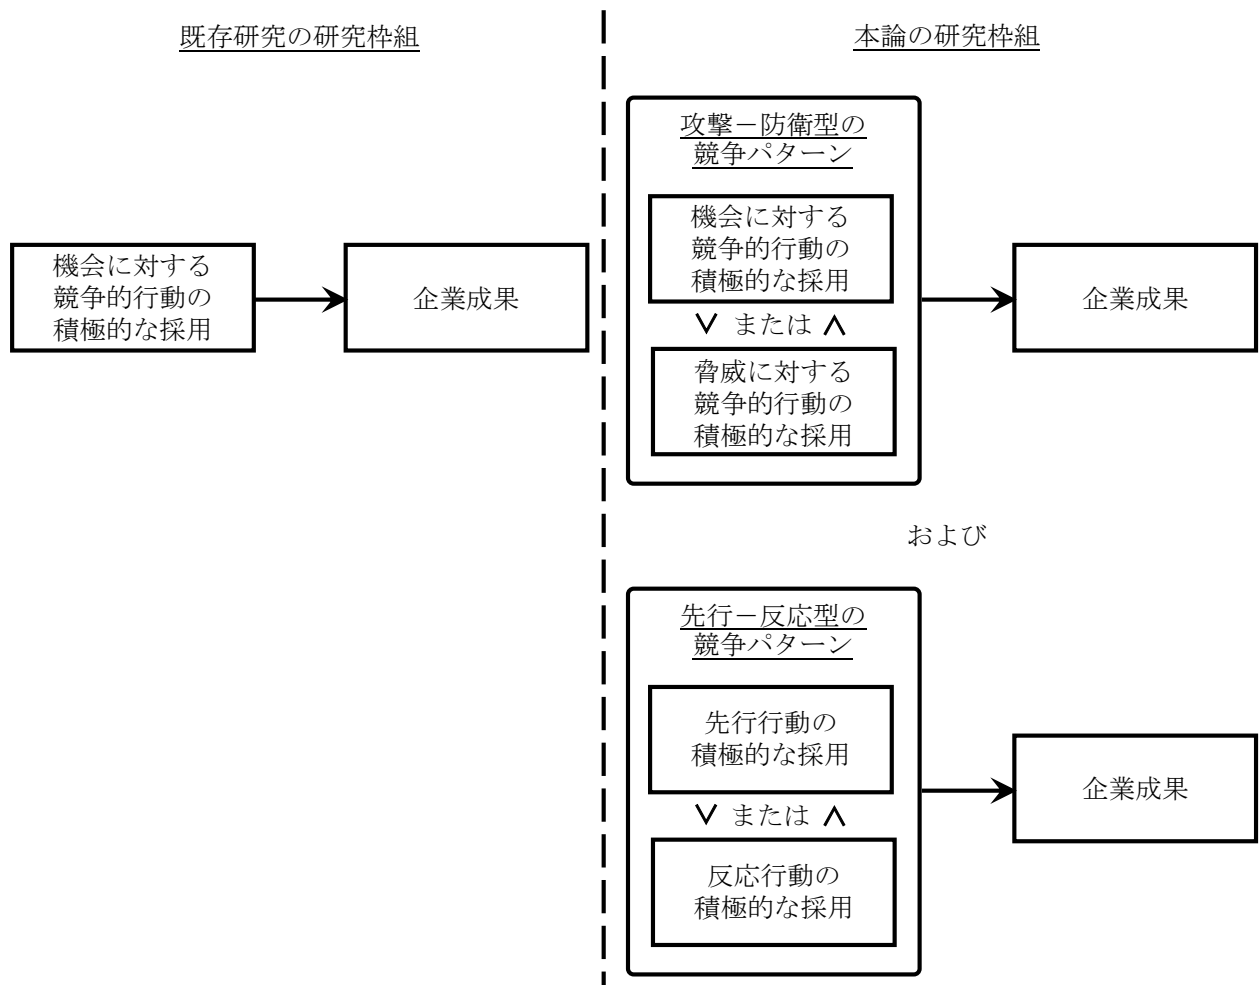 既存研究の研究枠組
機会に対する
競争的行動の
積極的な採用
企業成果
本論の研究枠組
攻撃－防衛型の
競争パターン
機会に対する
競争的行動の
積極的な採用
∨ または ∧
脅威に対する
競争的行動の
積極的な採用
企業成果
および
先行－反応型の
競争パターン
先行行動の
積極的な採用
∨ または ∧
反応行動の
積極的な採用
企業成果